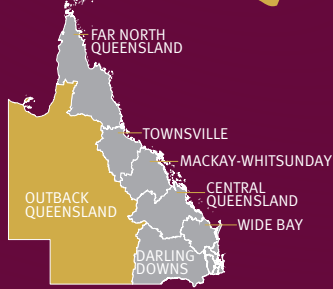 FAR NORTH
QUEENSLAND
TOWNSVILLE
MACKAY-WHITSUNDAY
CENTRAL
QUEENSLAND
OUTBACK
QUEENSLAND
WIDE BAY
DARLING
DOWNS